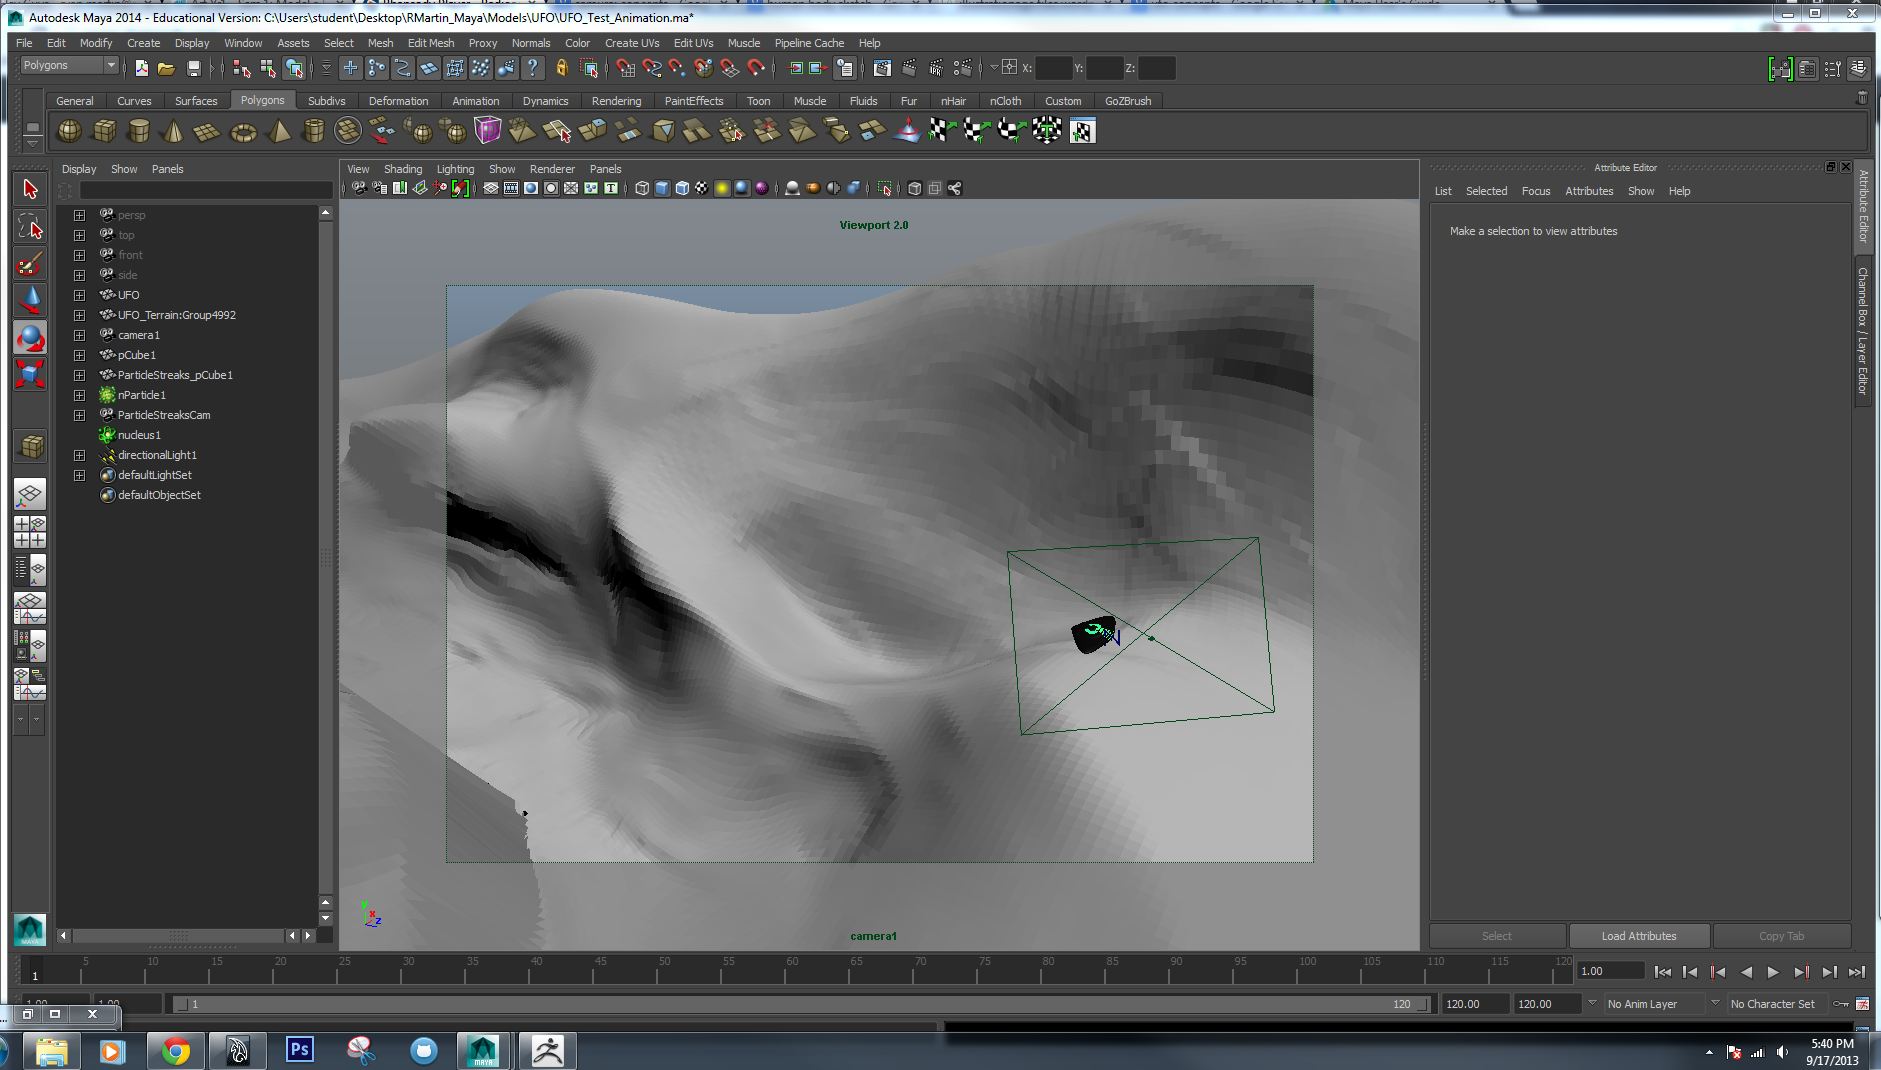 Autodesk Maya 2014 - Educational Version: C:\Users\student\Desktop\RMartin_Maya\Models\UFO\UFO_Test_Animation.ma*
File Edit Modify Create Display Window Assets Select Mesh Edit Mesh Proxy Normals Color Create UVs Edit UVs Muscle Pipeline Cache Help
Polygons X: Y: Z:
General Curves Surfaces Polygons Subdivs Deformation Animation Dynamics Rendering PaintEffects Toon Muscle Fluids Fur nHair nCloth Custom GoZBrush
Display Show Panels
View Shading Lighting Show Renderer Panels
Attribute Editor
List Selected Focus Attributes Show Help
Make a selection to view attributes
Attribute Editor
Channel Box / Layer Editor
persp
top
front
side
UFO
UFO_Terrain:Group4992
camera1
pCube1
ParticleStreaks_pCube1
nParticle1
ParticleStreaksCam
nucleus1
directionalLight1
defaultLightSet
defaultObjectSet
Viewport 2.0
N
y
x
z
camera1
MAYA
Select Load Attributes Copy Tab
1 5 10 15 20 25 30 35 40 45 50 55 60 65 70 75 80 85 90 95 100 105 110 115 120 1.00
1.00 1.00 1 120 120.00 120.00 No Anim Layer No Character Set
Ps
MAYA
5:40 PM
9/17/2013